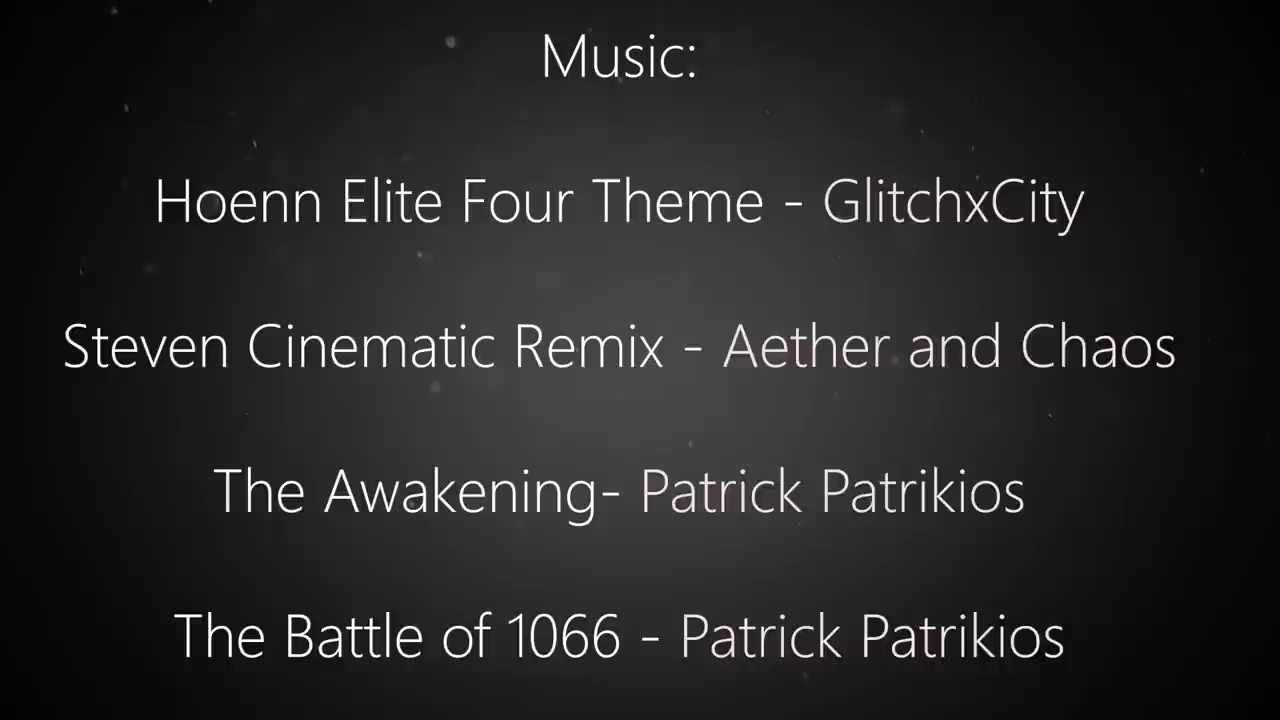 Music:
Hoenn Elite Four Theme - GlitchxCity
Steven Cinematic Remix - Aether and Chaos
The Awakening- Patrick Patrikios
The Battle of 1066 - Patrick Patrikios